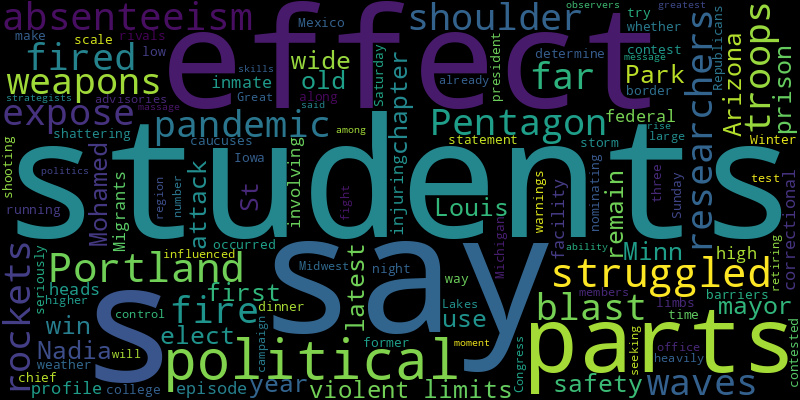 absenteeism
effect
shoulder
Mexico
observers
greatest
make
scale
rivals
low
fired
wide
far
try
whether
contest
message
researchers
Republicans
Arizona
troops
prison
weapons
inmate
old
Park
determine
border
skills
Great
along
saturday
president
already
strategists
advisories
massage
said
expose
pandemic
chapter
Pentagon
federal
rise
large
Winter
shattering
caucuses
among
statement
storm
shooting
students
Mohamed
Migrants
attack
region
number
Iowa
St
involving
fight
injuring
Louis
warnings
facility
nominating
remain
three
Sunday
test
correctional
politics
running
occurred
Michigan
ability
Minn
high
retiring
rockets
seriously
Portland
influenced
Midwest
night
latest
say
way
struggled
members
limbs
barriers
heads
higher
control
first
dinner
Lakes
use
blast
time
mayor
win
fire
elect
campaign
former
moment
Congress
parts
seeking
office
heavily
contested
Nadia
weather
will
s
political
chief
profile
college
episode
year
violent
limits
safety
waves